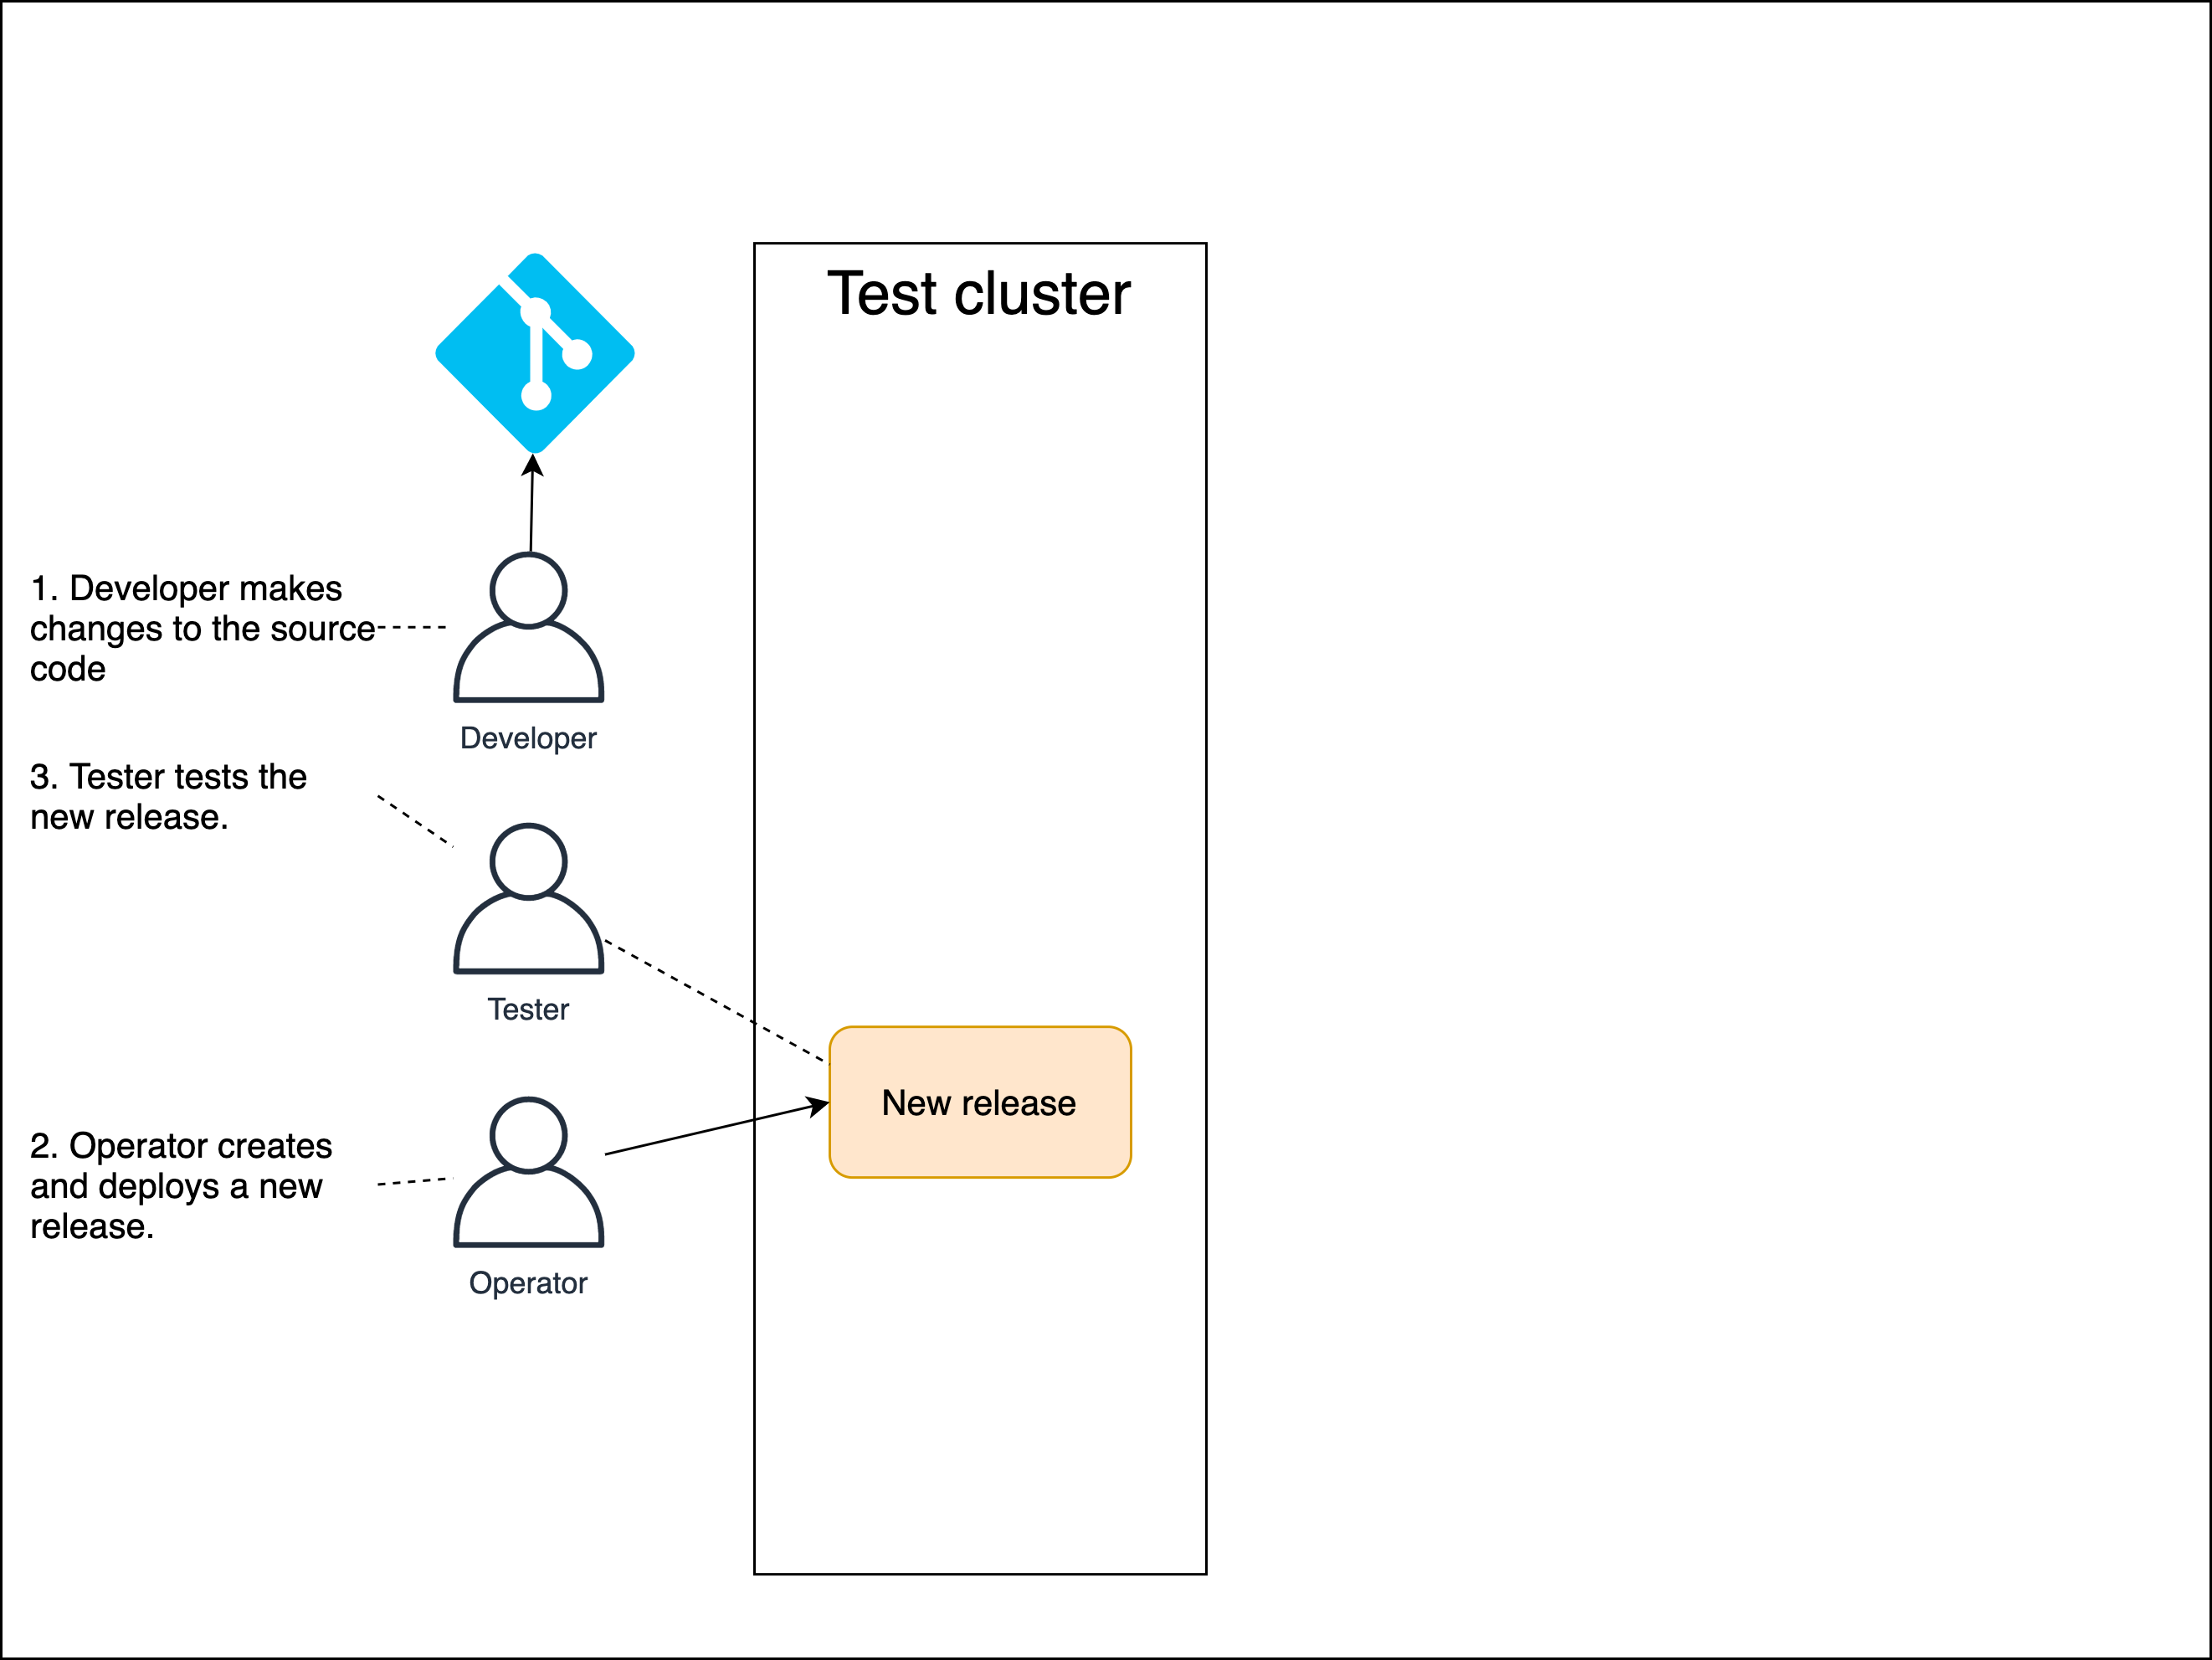 Test cluster
1. Developer makes
changes to the source
code
Developer
3. Tester tests the
new release.
Tester
New release
2. Operator creates
and deploys a new
release.
Operator